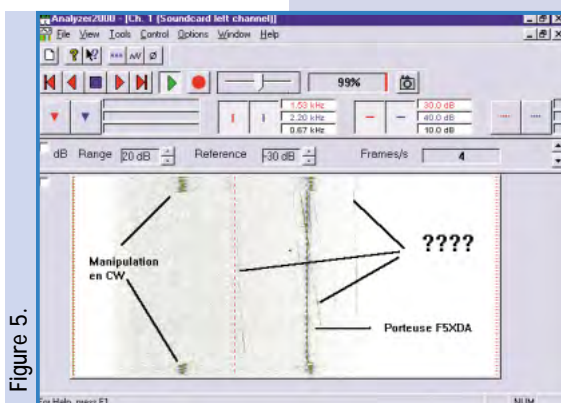 Analyzer2000 - [Ch. 1 (Soundcard left channel)]
File View Tools Control Options Window Help
99%
1.53 kHz
2.20 kHz
0.67 kHz
30.0 dB
40.0 dB
10.0 dB
dB Range 20 dB Reference -30 dB Frames/s 4
Manipulation
en CW
????
Porteuse F5XDA
For Help, press F1
NUM
Figure 5.